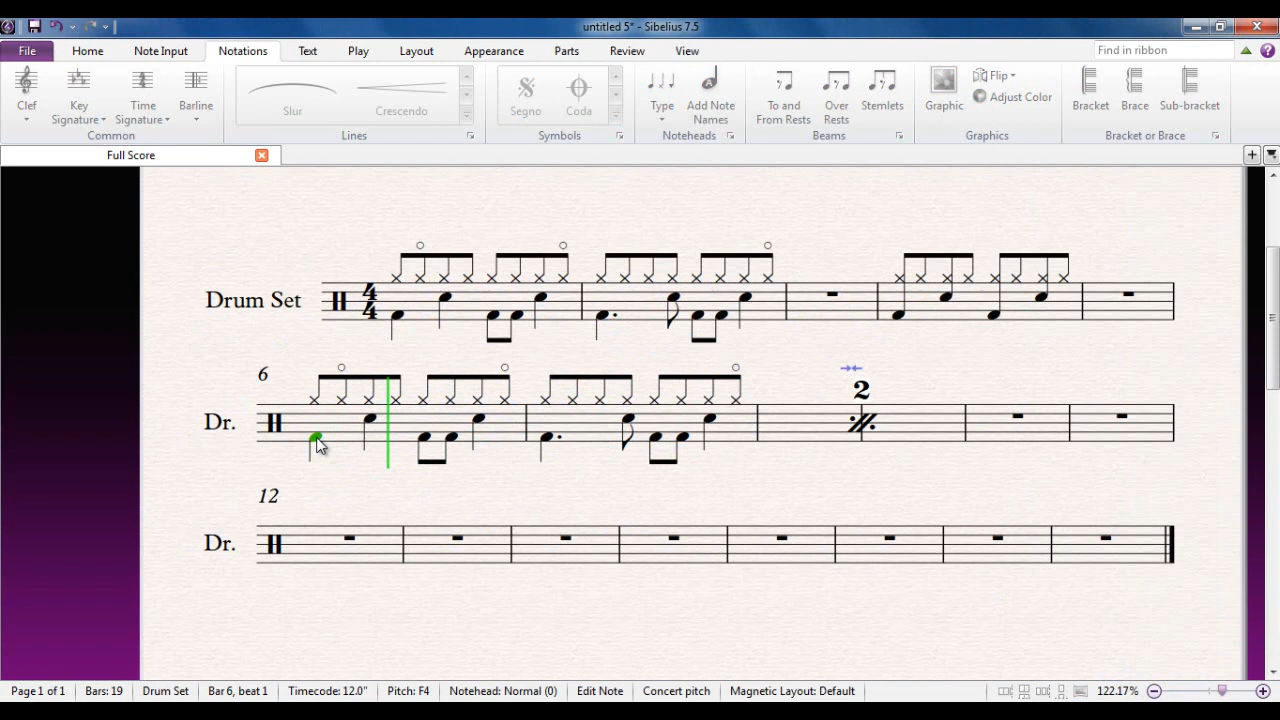 untitled 5* - Sibelius 7.5
File Home Note Input Notations Text Play Layout Appearance Parts Review View Find in ribbon
Clef Key Signature Time Signature Barline Slur Crescendo Segno Coda Type Add Note Names To and From Rests Over Rests Stemlets Graphic Flip Adjust Color Bracket Brace Sub-bracket
Common Lines Symbols Noteheads Beams Graphics Bracket or Brace
Full Score
Drum Set 4 4
6
2
Dr.
12
Dr.
Page 1 of 1 Bars: 19 Drum Set Bar 6, beat 1 Timecode: 12.0" Pitch: F4 Notehead: Normal (0) Edit Note Concert pitch Magnetic Layout: Default 122.17%